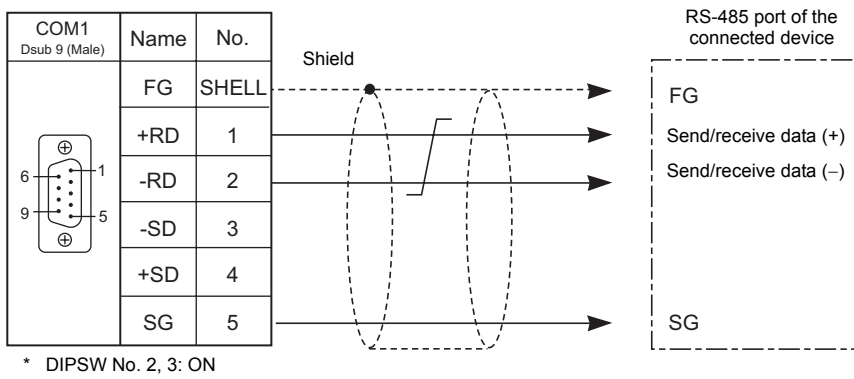 RS-485 port of the
connected device
COM1
Dsub 9 (Male)
Name
No.
Shield
FG
SHELL
FG
+RD
1
Send/receive data (+)
-RD
2
Send/receive data (−)
6
1
9
5
-SD
3
+SD
4
SG
5
SG
* DIPSW No. 2, 3: ON